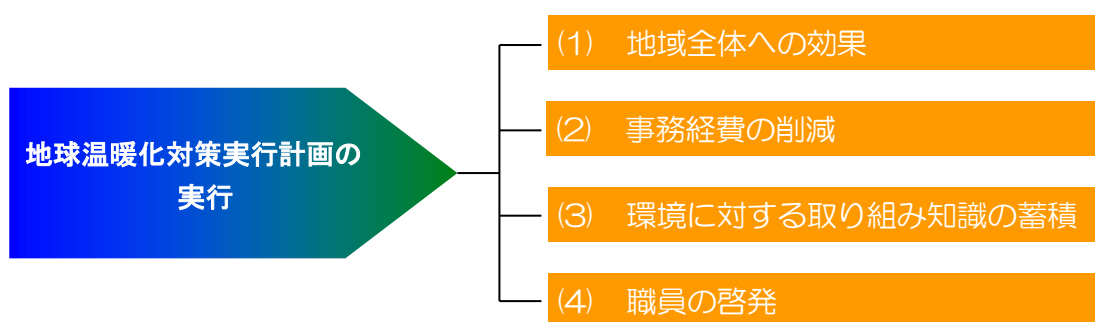 地球温暖化対策実行計画の
実行
(1)　地域全体への効果
(2)　事務経費の削減
(3)　環境に対する取り組み知識の蓄積
(4)　職員の啓発